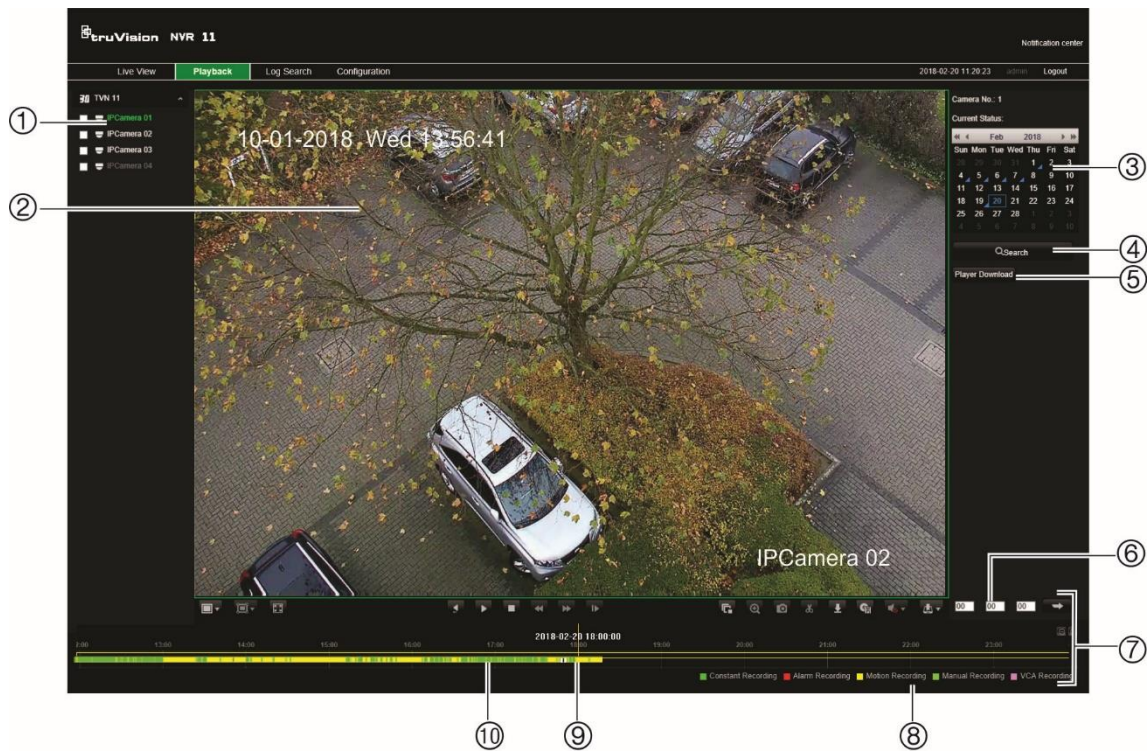 truVision NVR 11
Notification center
Live View Playback Log Search Configuration 2018-02-20 11:20:23 admin Logout
TVN 11
IPCamera 01
IPCamera 02
IPCamera 03
IPCamera 04
10-01-2018 Wed 13:56:41
IPCamera 02
Camera No.: 1
Current Status:
Feb 2018
Sun Mon Tue Wed Thu Fri Sat
28 29 30 31 1 2 3
4 5 6 7 8 9 10
11 12 13 14 15 16 17
18 19 20 21 22 23 24
25 26 27 28 1 2 3
4 5 6 7 8 9 10
Search
Player Download
00 00 00
2018-02-20 18:00:00
2:00 13:00 14:00 15:00 16:00 17:00 18:00 19:00 20:00 21:00 22:00 23:00
Constant Recording Alarm Recording Motion Recording Manual Recording VCA Recording
1
2
3
4
5
6
7
8
9
10